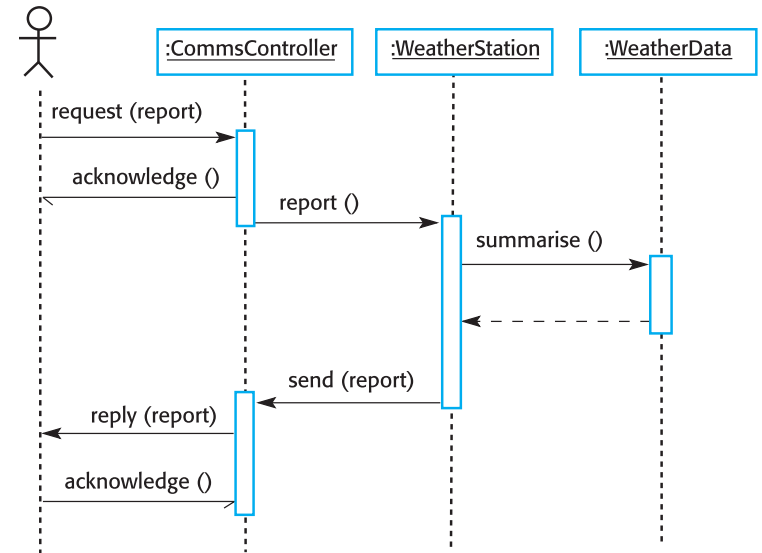 :CommsController
:WeatherStation
:WeatherData
request (report)
acknowledge ()
report ()
summarise ()
send (report)
reply (report)
acknowledge ()